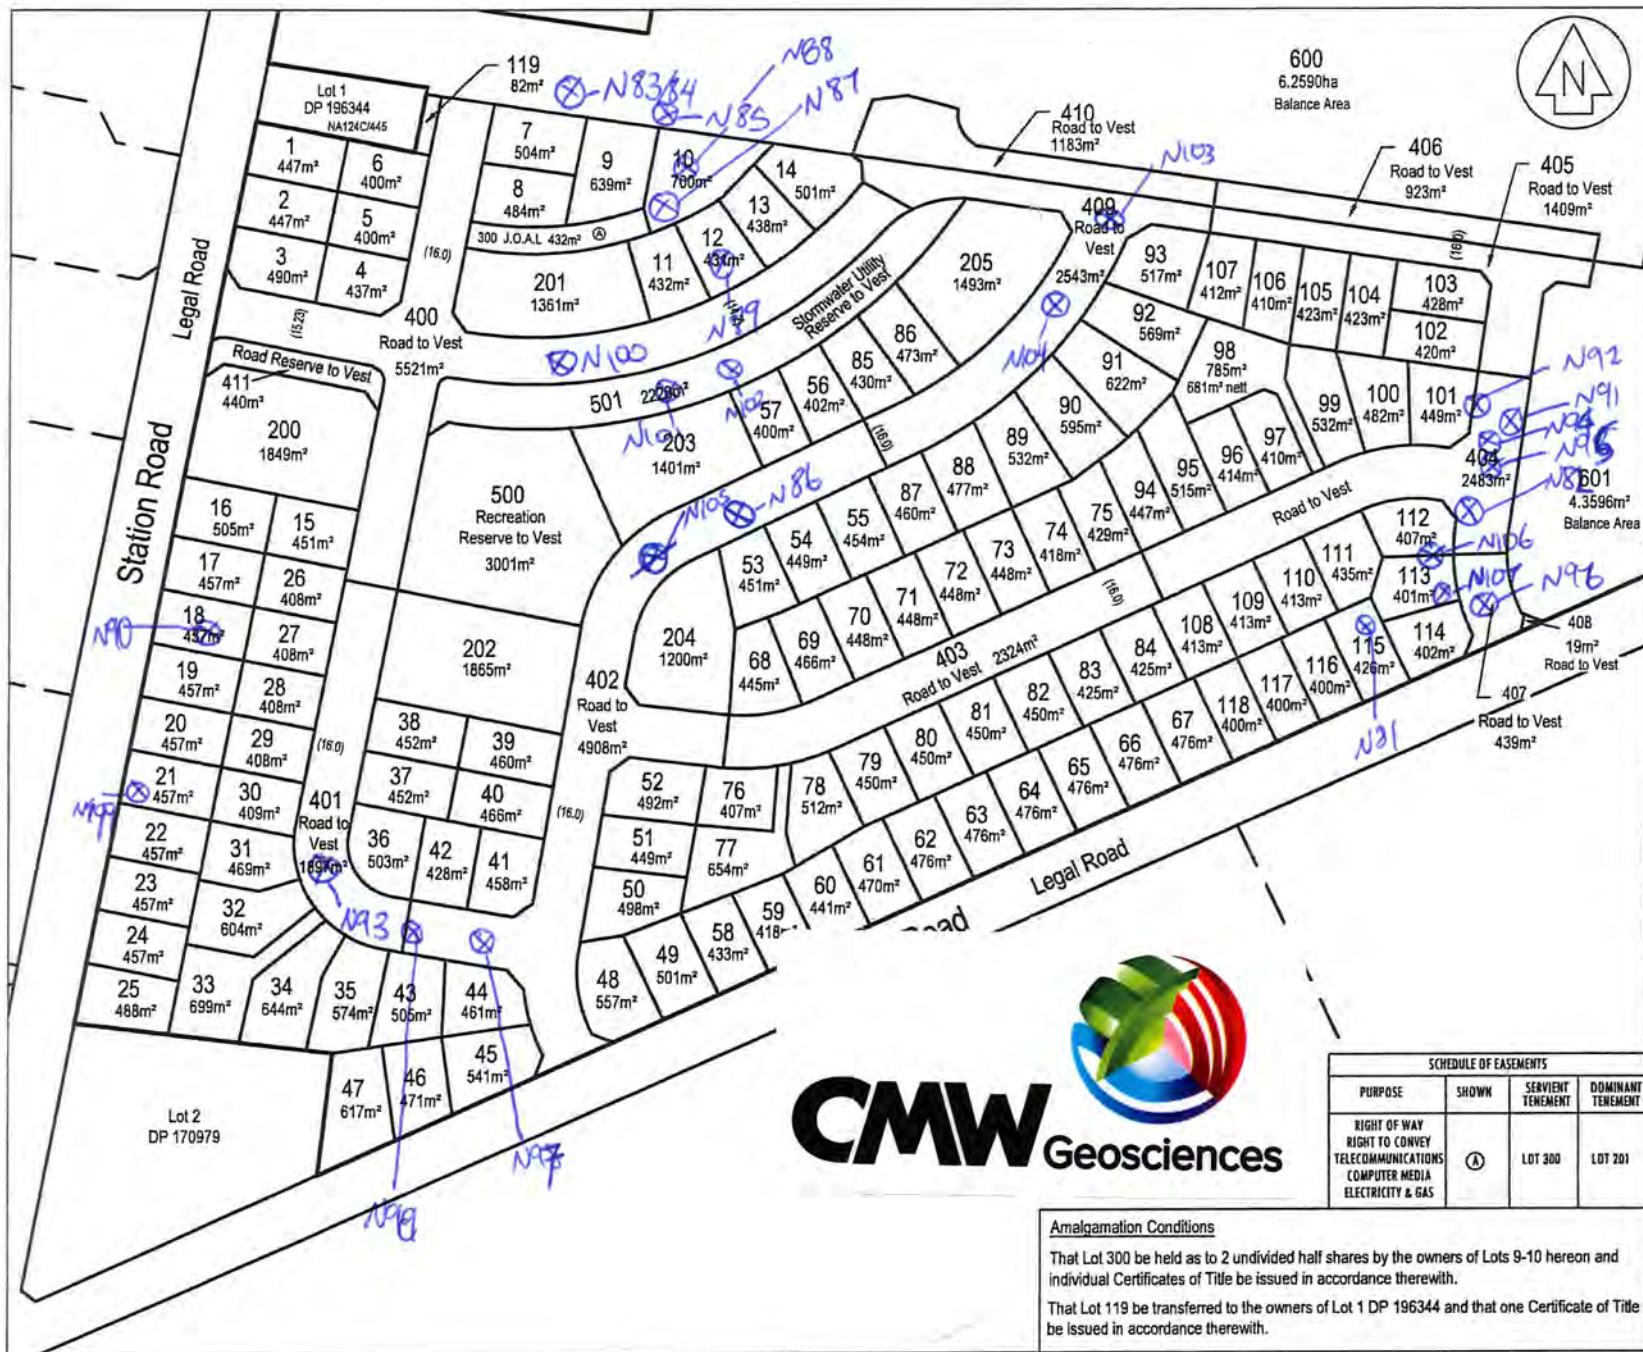 119
82m²
Lot 1
DP 196344
NA124C/445
N83/84
N85
N88
N87
600
6.2590ha
Balance Area
N
410
Road to Vest
1183m²
N103
406
Road to Vest
923m²
405
Road to Vest
1409m²
1
447m²
6
400m²
2
447m²
5
400m²
3
490m²
4
437m²
Legal Road
(16.0)
7
504m²
8
484m²
9
639m²
10
700m²
14
501m²
13
438m²
12
431m²
11
432m²
300 J.O.A.L 432m² Ⓐ
201
1361m²
Stormwater Utility
Reserve to Vest
205
1493m²
409
Road to
Vest
2543m²
N104
93
517m²
107
412m²
106
410m²
105
423m²
104
423m²
103
428m²
102
420m²
(16.0)
92
569m²
91
622m²
98
785m²
681m² nett
90
595m²
99
532m²
100
482m²
101
449m²
N92
N91
404
2483m²
N82
601
4.3596m²
Balance Area
400
Road to Vest
5521m²
N100
N101
N102
501
Road Reserve to Vest
411
440m²
200
1849m²
86
473m²
85
430m²
56
402m²
57
400m²
(16.0)
203
1401m²
500
Recreation
Reserve to Vest
3001m²
N105
N86
89
532m²
88
477m²
87
460m²
55
454m²
54
449m²
53
451m²
97
410m²
96
414m²
95
515m²
94
447m²
75
429m²
74
418m²
73
448m²
72
448m²
71
448m²
70
448m²
69
466m²
68
445m²
Road to Vest
112
407m²
N106
111
435m²
113
401m²
N107
N96
110
413m²
109
413m²
108
413m²
114
402m²
115
426m²
116
400m²
117
400m²
118
400m²
408
19m²
Road to Vest
407
Road to Vest
439m²
N81
Station Road
16
505m²
15
451m²
17
457m²
26
408m²
N90
18
457m²
27
408m²
19
457m²
28
408m²
20
457m²
29
408m²
21
457m²
30
409m²
22
457m²
31
469m²
23
457m²
32
604m²
24
457m²
25
488m²
33
699m²
34
644m²
35
574m²
43
505m²
44
461m²
45
541m²
46
471m²
47
617m²
202
1865m²
204
1200m²
402
Road to
Vest
4908m²
403
Road to Vest 2324m²
(16.0)
38
452m²
39
460m²
37
452m²
40
466m²
36
503m²
42
428m²
41
458m²
(16.0)
(16.0)
401
Road to
Vest
1897m²
N93
84
425m²
83
425m²
82
450m²
81
450m²
80
450m²
79
450m²
78
512m²
52
492m²
76
407m²
51
449m²
77
654m²
50
498m²
67
476m²
66
476m²
65
476m²
64
476m²
63
476m²
62
476m²
61
470m²
60
441m²
59
58
433m²
49
501m²
48
557m²
Legal Road
Lot 2
DP 170979
CMW Geosciences
SCHEDULE OF EASEMENTS
PURPOSE SHOWN SERVIENT TENEMENT DOMINANT TENEMENT
RIGHT OF WAY
RIGHT TO CONVEY
TELECOMMUNICATIONS
COMPUTER MEDIA
ELECTRICITY & GAS
Ⓐ LOT 300 LOT 201
Amalgamation Conditions
That Lot 300 be held as to 2 undivided half shares by the owners of Lots 9-10 hereon and
individual Certificates of Title be issued in accordance therewith.
That Lot 119 be transferred to the owners of Lot 1 DP 196344 and that one Certificate of Title
be issued in accordance therewith.